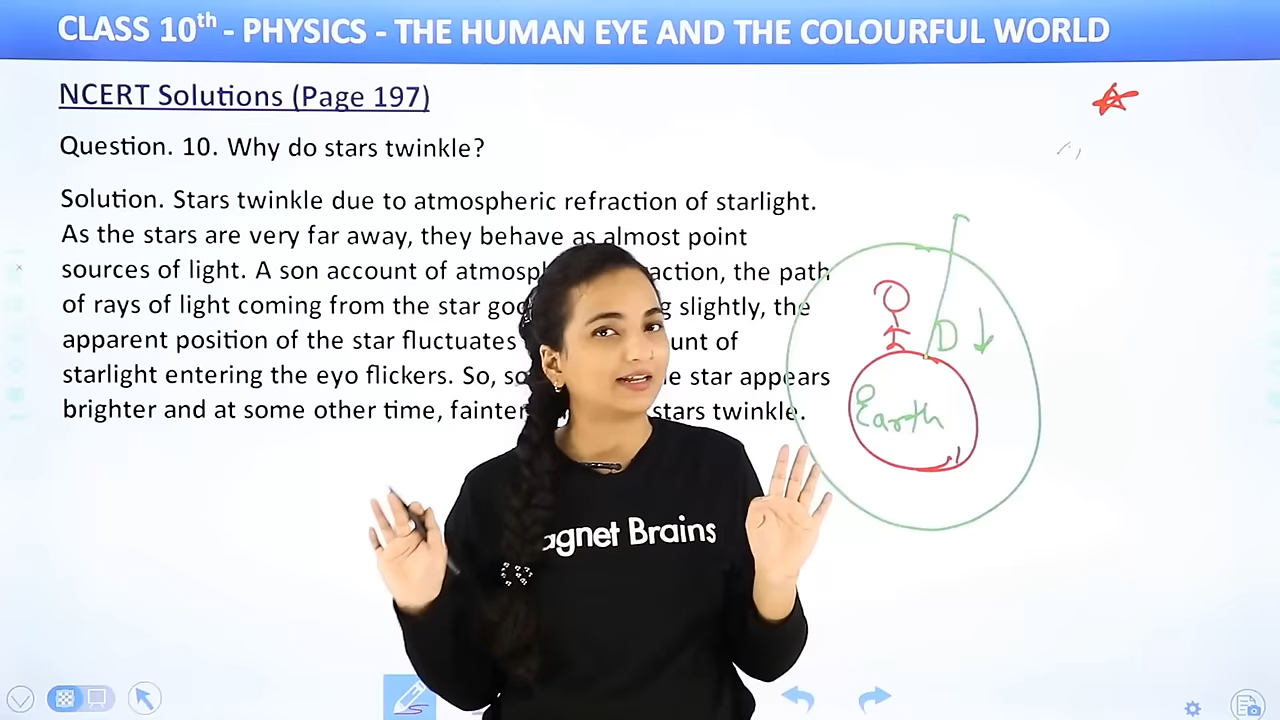 CLASS 10th - PHYSICS - THE HUMAN EYE AND THE COLOURFUL WORLD
NCERT Solutions (Page 197)
Question. 10. Why do stars twinkle?
Solution. Stars twinkle due to atmospheric refraction of starlight.
As the stars are very far away, they behave as almost point
sources of light. A son account of atmosph action, the path
of rays of light coming from the star goe g slightly, the
apparent position of the star fluctuates unt of
starlight entering the eyo flickers. So, so e star appears
brighter and at some other time, fainter stars twinkle.
D
Earth
agnet Brains